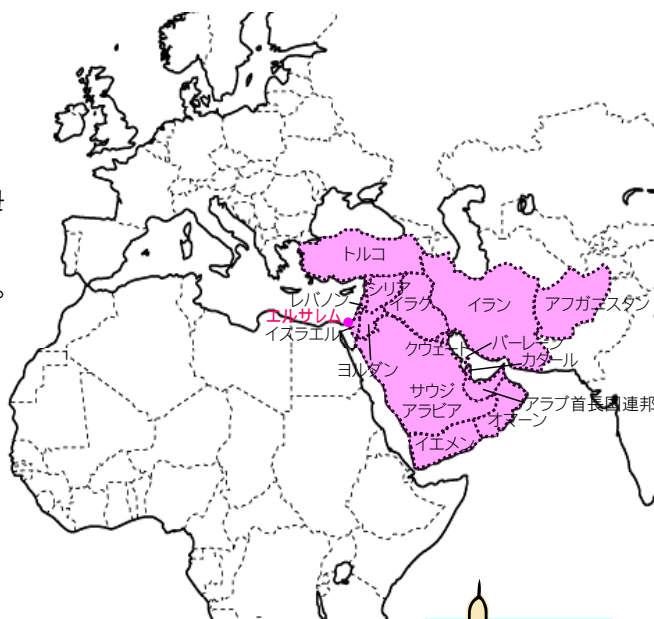 トルコ
シリア
レバノン
イラク
イラン
アフガニスタン
エルサレム
イスラエル
ヨルダン
クウェート
バーレーン
カタール
サウジ
アラビア
アラブ首長国連邦
オマーン
イエメン
。